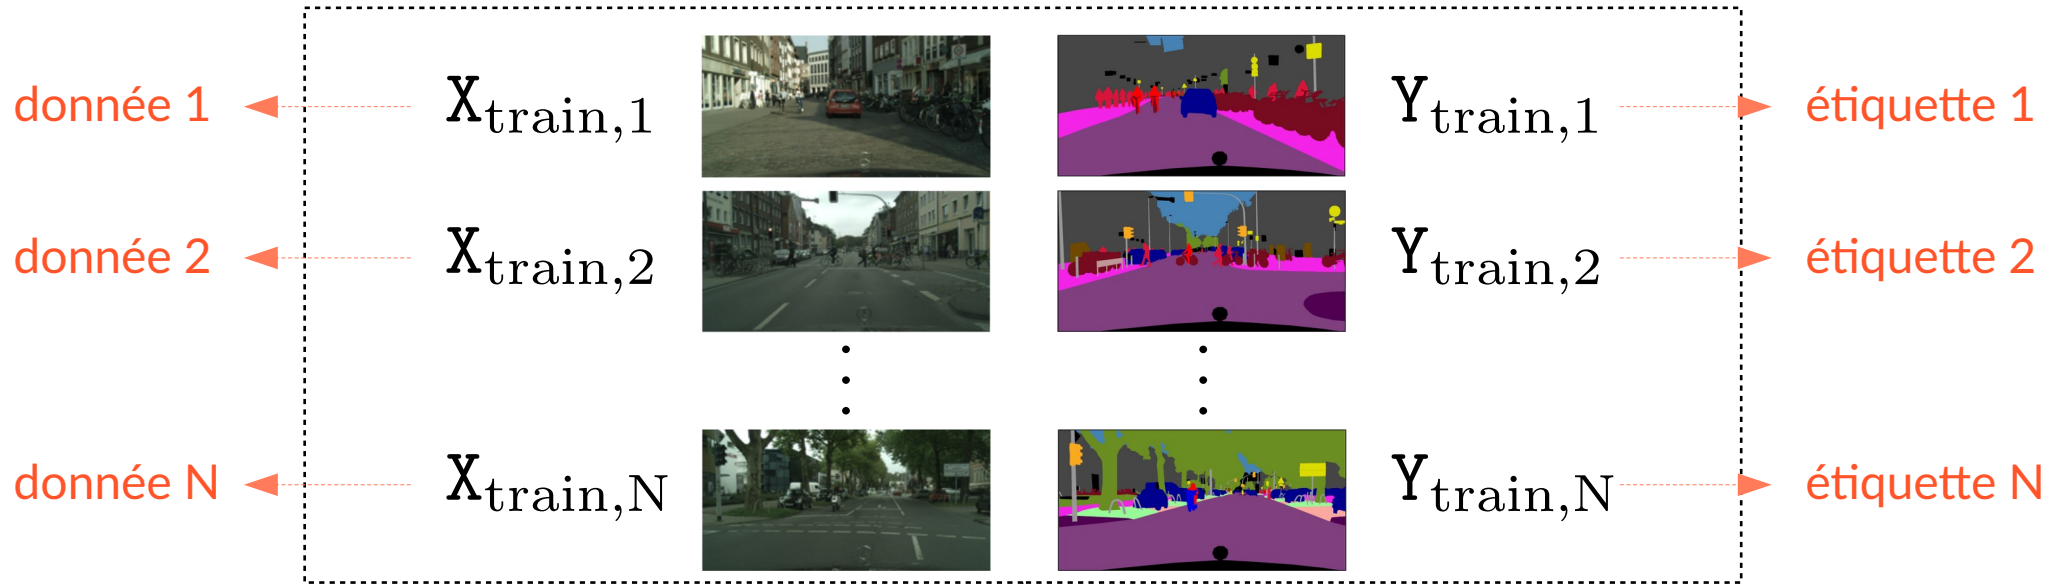 donnée 1 X_train,1 Y_train,1 étiquette 1
donnée 2 X_train,2 Y_train,2 étiquette 2
donnée N X_train,N Y_train,N étiquette N